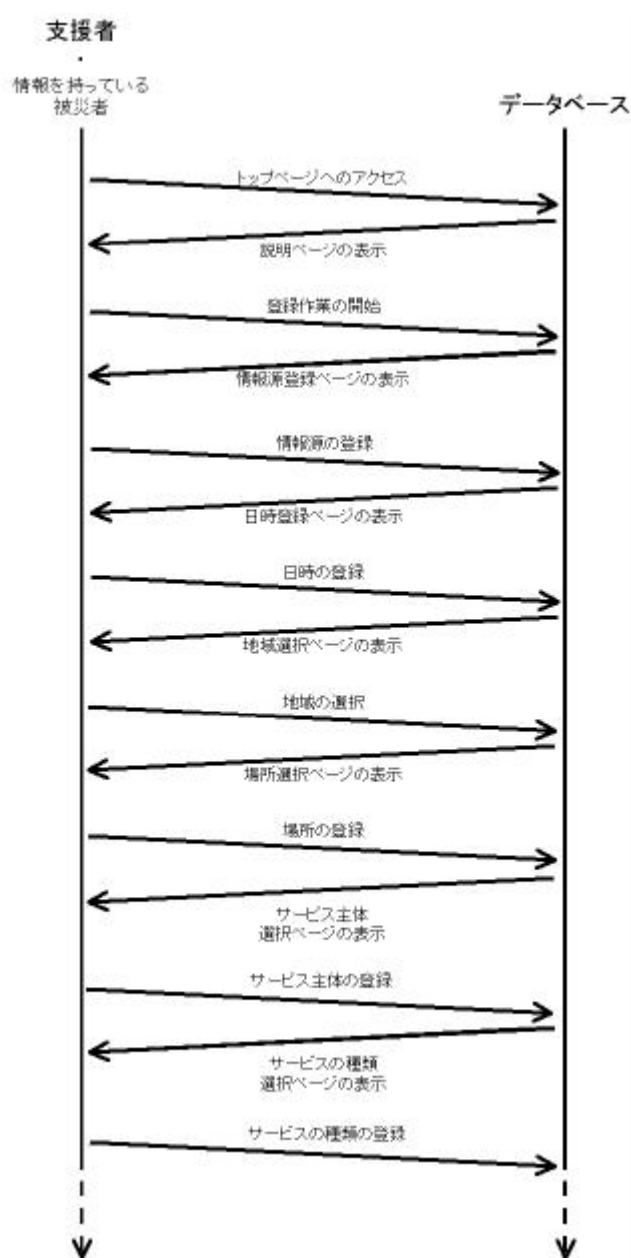 支援者
・
情報を持っている
被災者
データベース
トップページへのアクセス
説明ページの表示
登録作業の開始
情報源登録ページの表示
情報源の登録
日時登録ページの表示
日時の登録
地域選択ページの表示
地域の選択
場所選択ページの表示
場所の登録
サービス主体
選択ページの表示
サービス主体の登録
サービスの種類
選択ページの表示
サービスの種類の登録